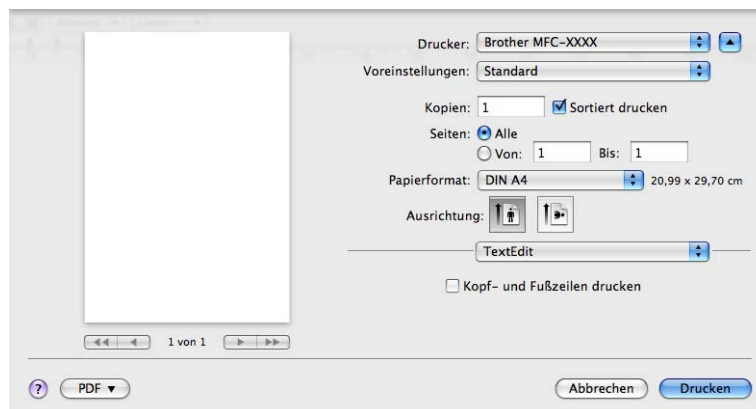 Drucker: Brother MFC-XXXX
Voreinstellungen: Standard
Kopien: 1 Sortiert drucken
Seiten: Alle
Von: 1 Bis: 1
Papierformat: DIN A4 20,99 x 29,70 cm
Ausrichtung:
TextEdit
Kopf- und Fußzeilen drucken
1 von 1
? PDF Abbrechen Drucken